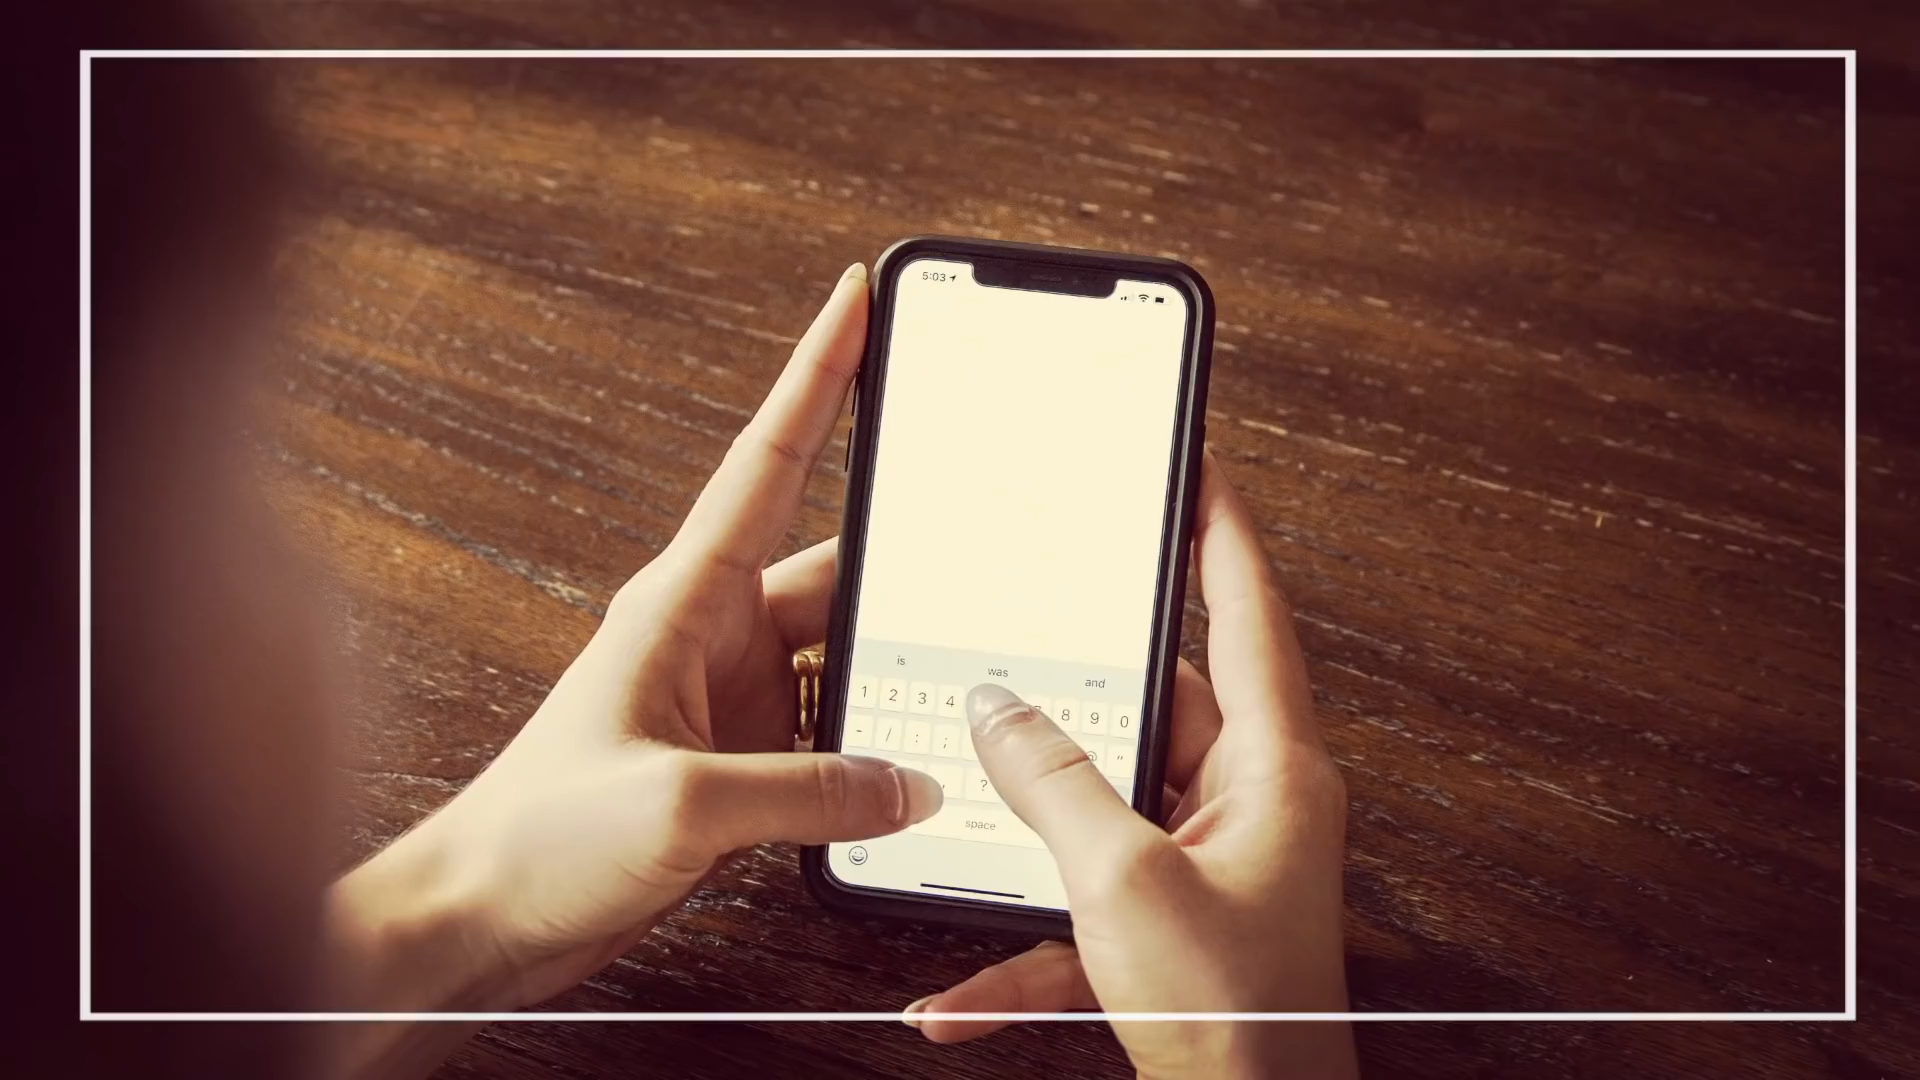 5:03
is was and
1 2 3 4 8 9 0
- / : ; @ "
, ?
space